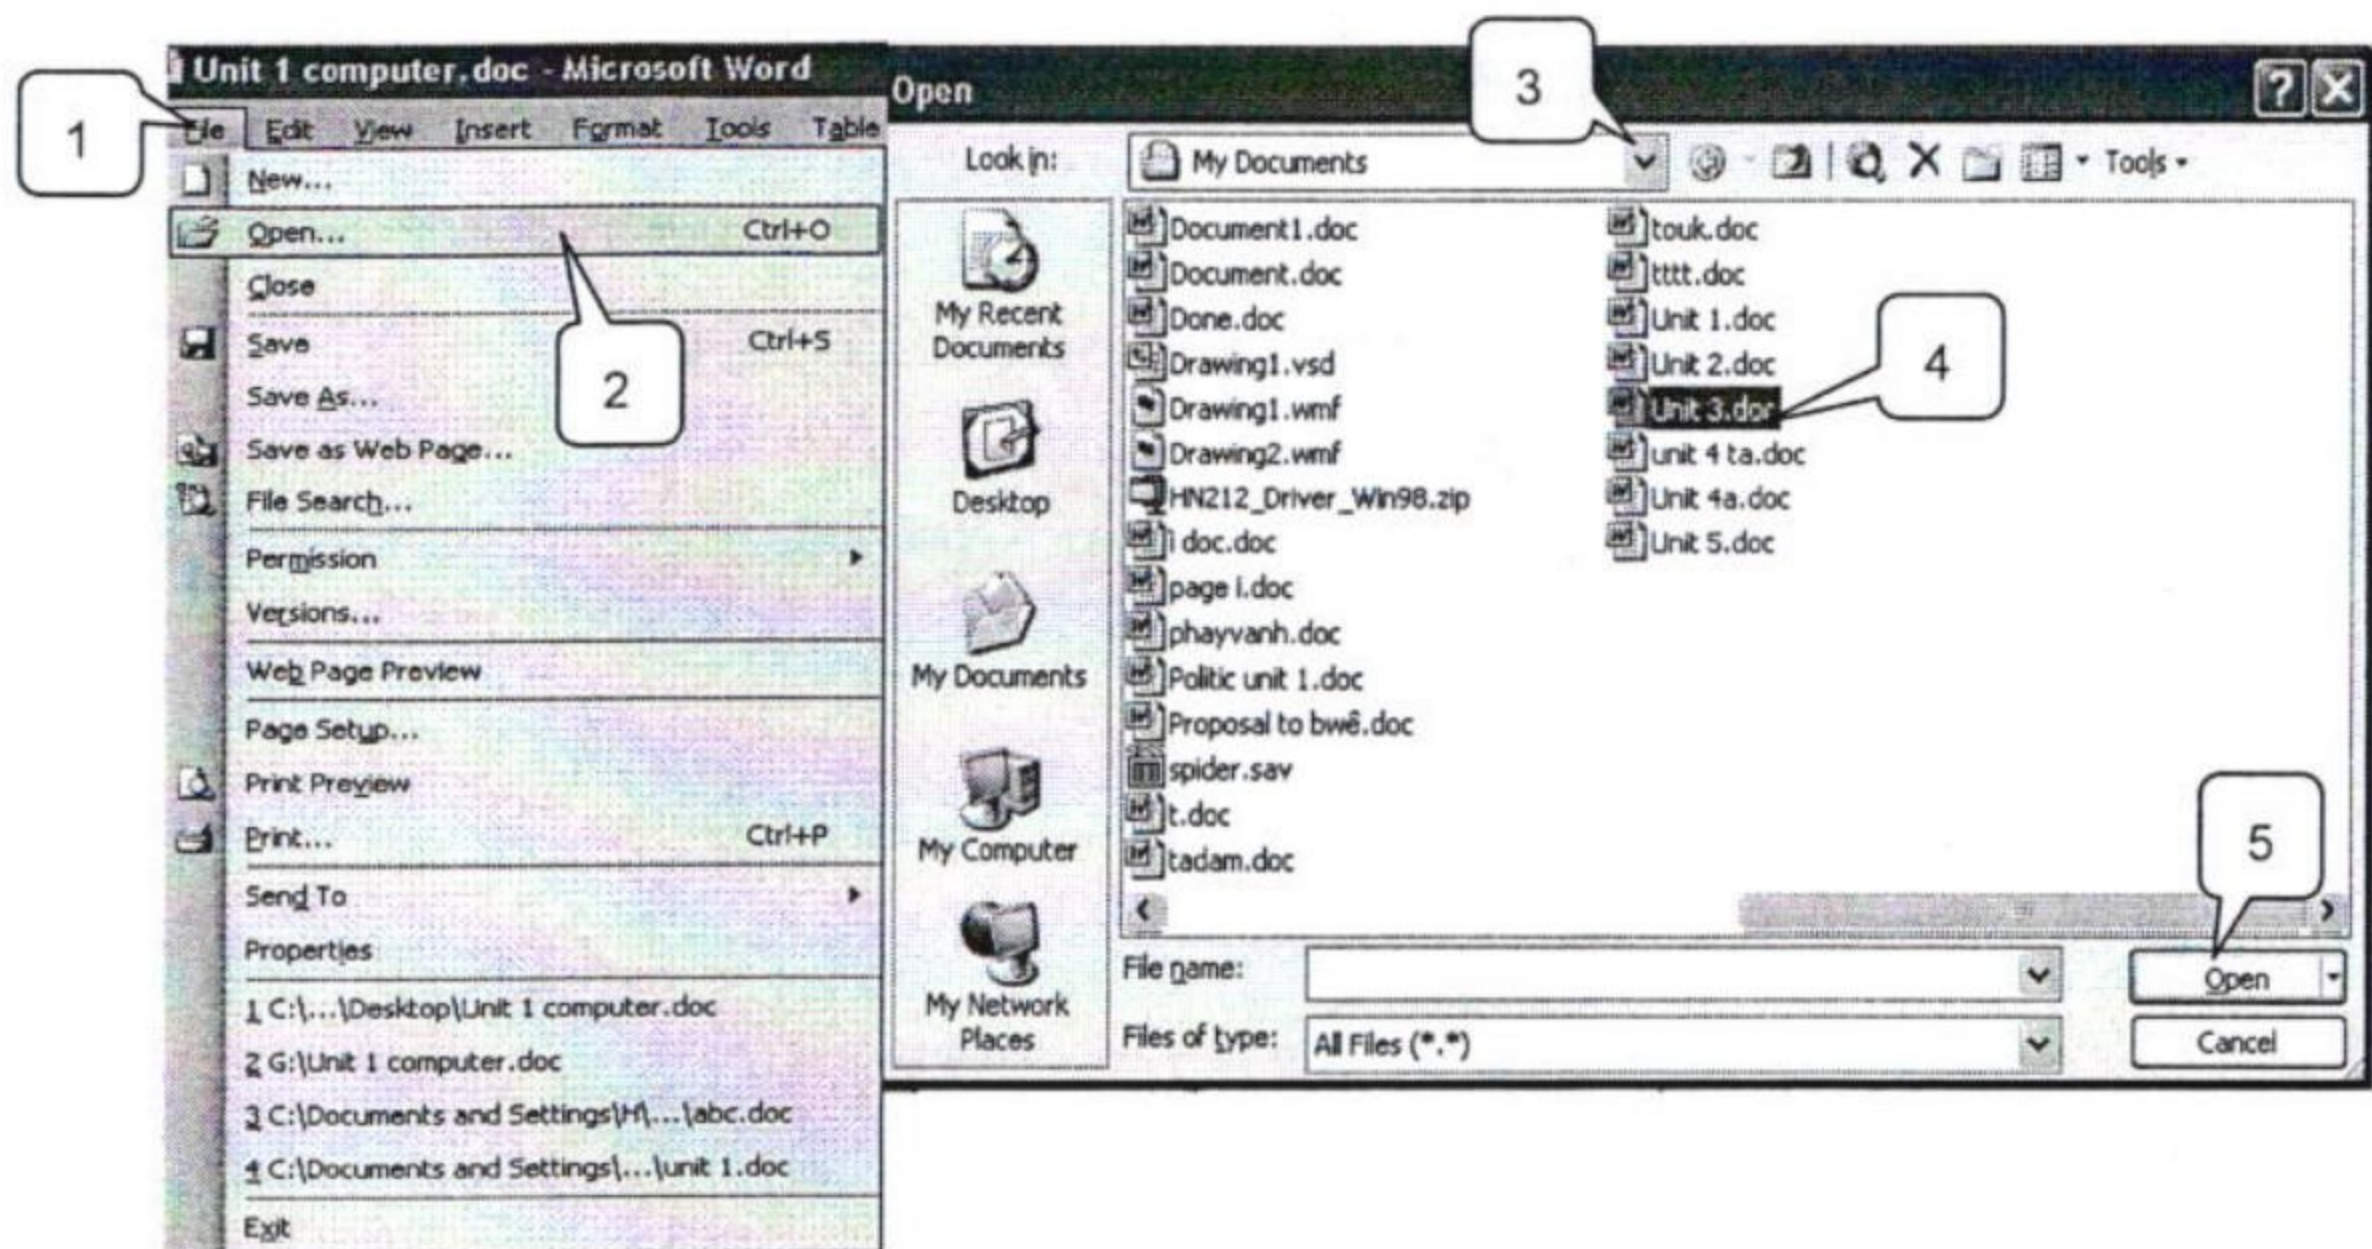 Unit 1 computer.doc - Microsoft Word
1
File Edit View Insert Format Tools Table
New...
Open... Ctrl+O
Close
2
Save Ctrl+S
Save As...
Save as Web Page...
File Search...
Permission
Versions...
Web Page Preview
Page Setup...
Print Preview
Print... Ctrl+P
Send To
Properties
1 C:\...\Desktop\Unit 1 computer.doc
2 G:\Unit 1 computer.doc
3 C:\Documents and Settings\H\...\abc.doc
4 C:\Documents and Settings\...\unit 1.doc
Exit
Open
3
Look in: My Documents Tools
My Recent
Documents
Desktop
My Documents
My Computer
My Network
Places
Document1.doc
Document.doc
Done.doc
Drawing1.vsd
Drawing1.wmf
Drawing2.wmf
HN212_Driver_Win98.zip
i doc.doc
page i.doc
phayvanh.doc
Politic unit 1.doc
Proposal to bwê.doc
spider.sav
t.doc
tadam.doc
touk.doc
tttt.doc
Unit 1.doc
Unit 2.doc
Unit 3.doc
4
unit 4 ta.doc
Unit 4a.doc
Unit 5.doc
5
File name: Open
Files of type: All Files (*.*) Cancel